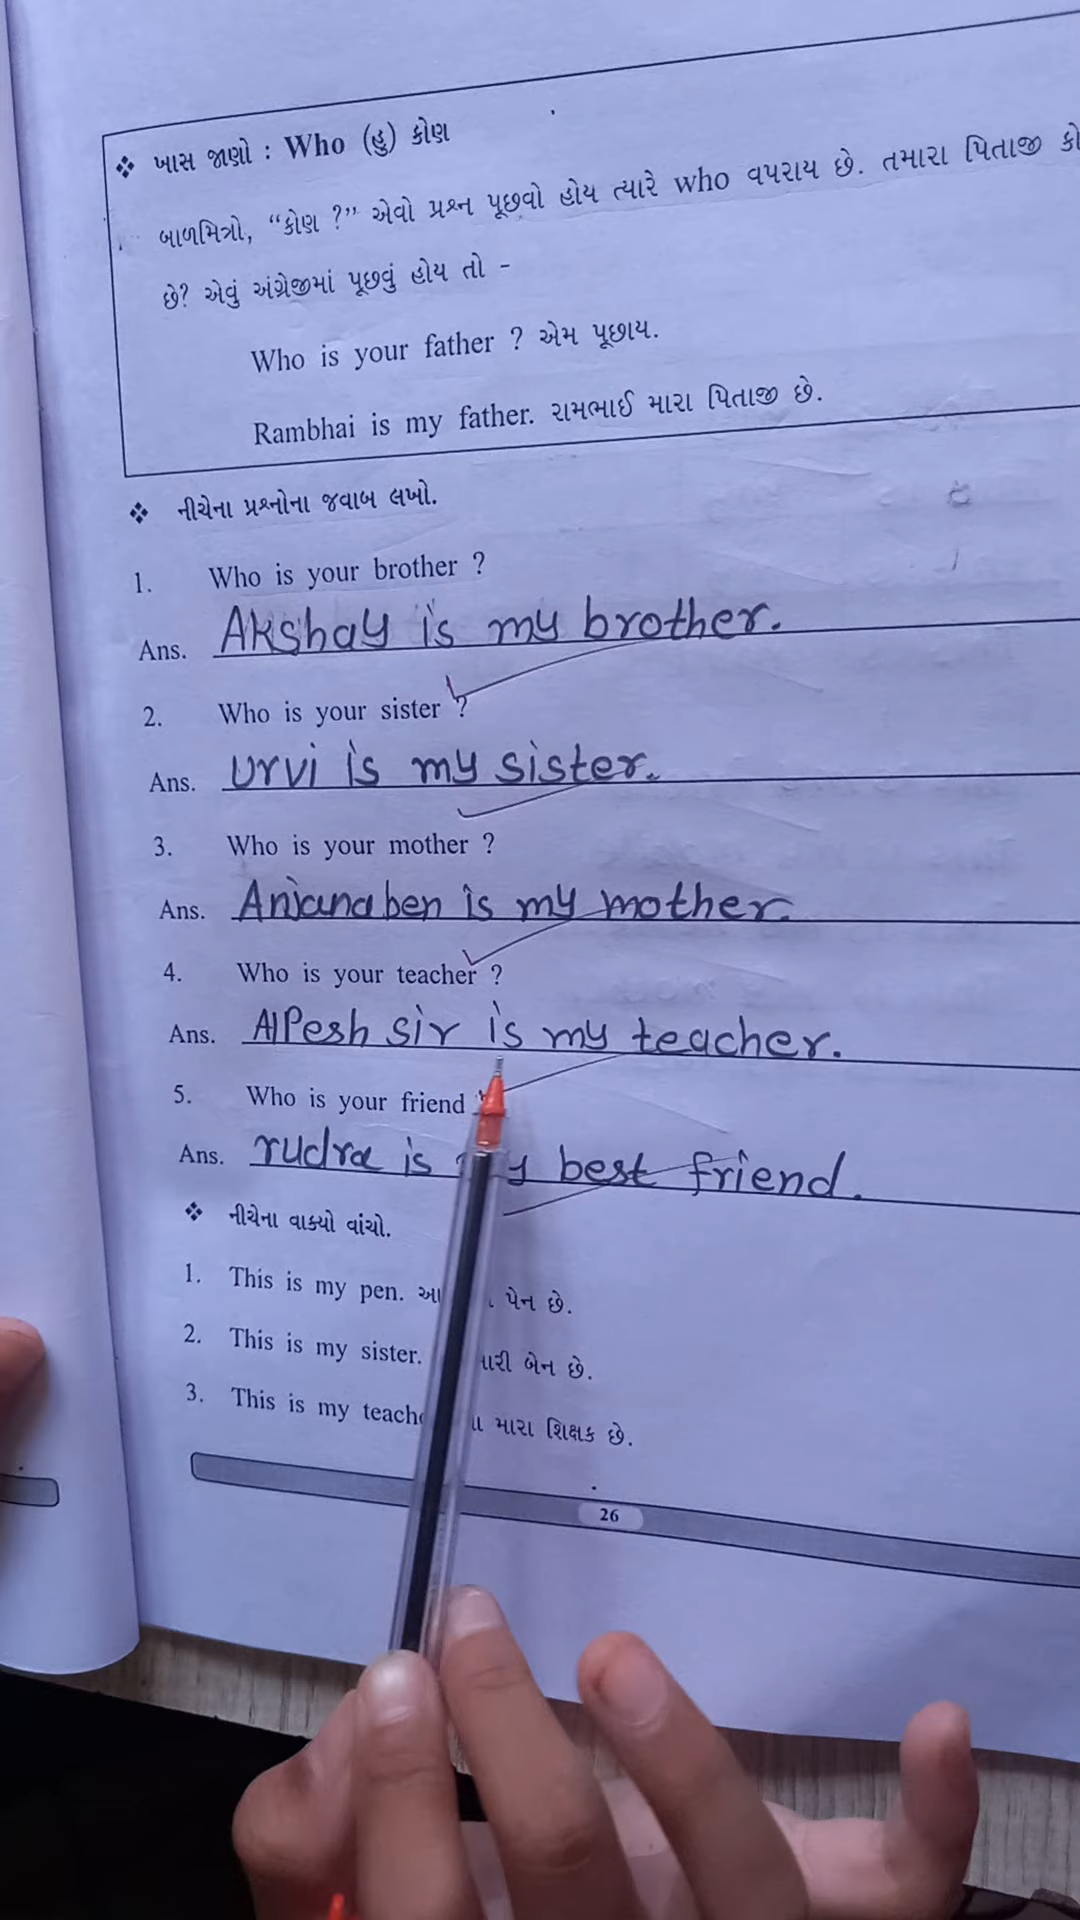 ❖ ખાસ જાણો : Who (હુ) કોણ
બાળમિત્રો, “કોણ ?” એવો પ્રશ્ન પૂછવો હોય ત્યારે who વપરાય છે. તમારા પિતાજી
છે? એવું અંગ્રેજીમાં પૂછવું હોય તો -
Who is your father ? એમ પૂછાય.
Rambhai is my father. રામભાઈ મારા પિતાજી છે.
❖ નીચેના પ્રશ્નોના જવાબ લખો.
1. Who is your brother ?
Ans. Akshay is my brother.
2. Who is your sister ?
Ans. Urvi is my sister.
3. Who is your mother ?
Ans. Anjanaben is my mother.
4. Who is your teacher ?
Ans. AlPesh sir is my teacher.
5. Who is your friend
Ans. rudra is best friend.
❖ નીચેના વાક્યો વાંચો.
1. This is my pen. પેન છે.
2. This is my sister. બેન છે.
3. This is my મારા શિક્ષક છે.
26